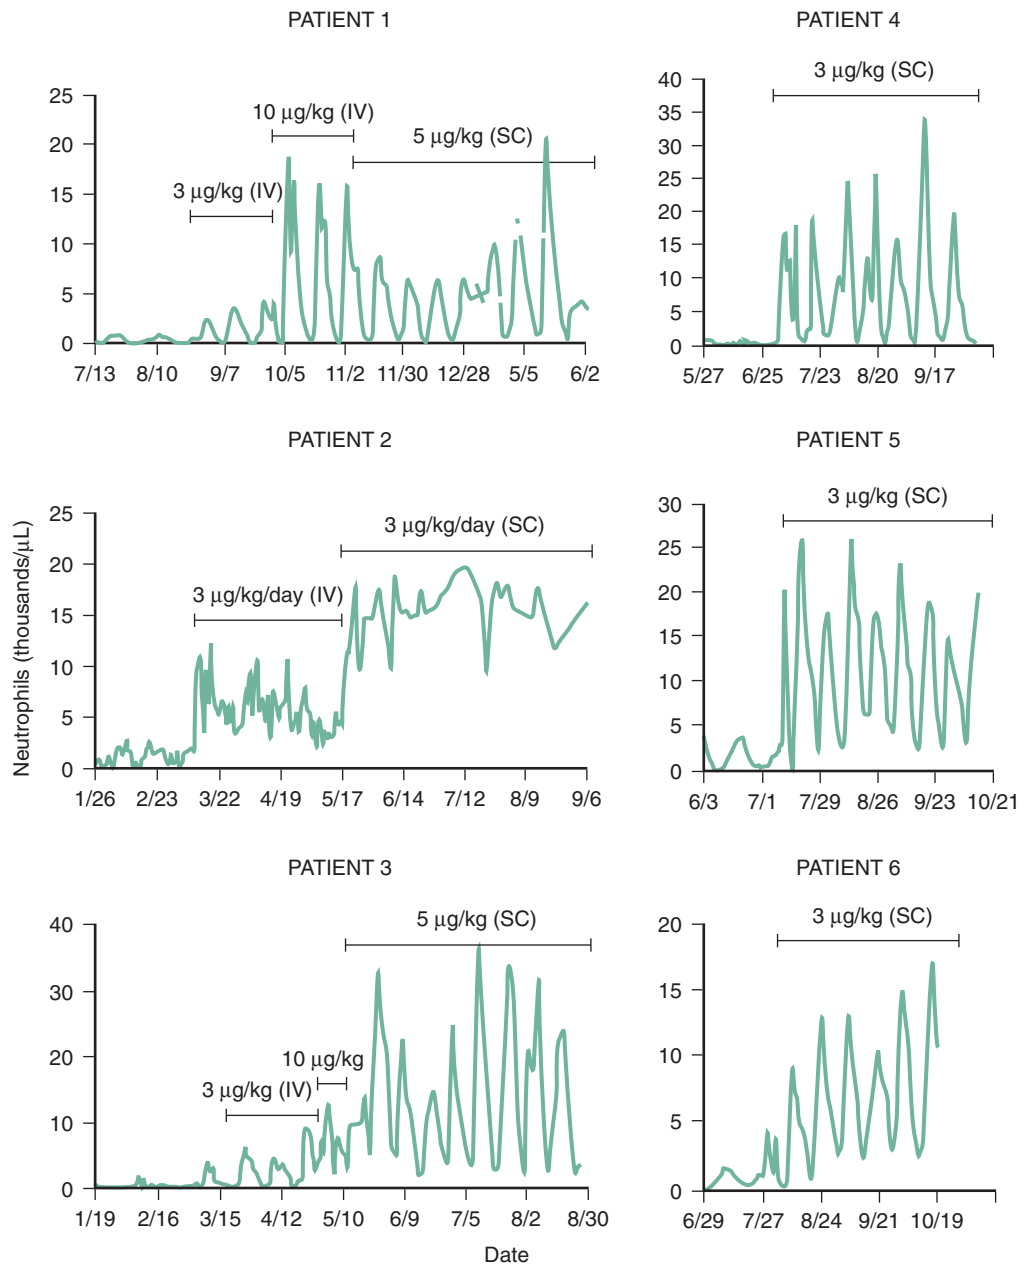 PATIENT 1
25
20
15
10
5
0
3 μg/kg (IV)
10 μg/kg (IV)
5 μg/kg (SC)
7/13 8/10 9/7 10/5 11/2 11/30 12/28 5/5 6/2
PATIENT 4
40
35
30
25
20
15
10
5
0
3 μg/kg (SC)
5/27 6/25 7/23 8/20 9/17
Neutrophils (thousands/μL)
PATIENT 2
25
20
15
10
5
0
3 μg/kg/day (IV)
3 μg/kg/day (SC)
1/26 2/23 3/22 4/19 5/17 6/14 7/12 8/9 9/6
PATIENT 5
30
25
20
15
10
5
0
3 μg/kg (SC)
6/3 7/1 7/29 8/26 9/23 10/21
PATIENT 3
40
30
20
10
0
3 μg/kg (IV)
10 μg/kg
5 μg/kg (SC)
1/19 2/16 3/15 4/12 5/10 6/9 7/5 8/2 8/30
PATIENT 6
20
15
10
5
0
3 μg/kg (SC)
6/29 7/27 8/24 9/21 10/19
Date